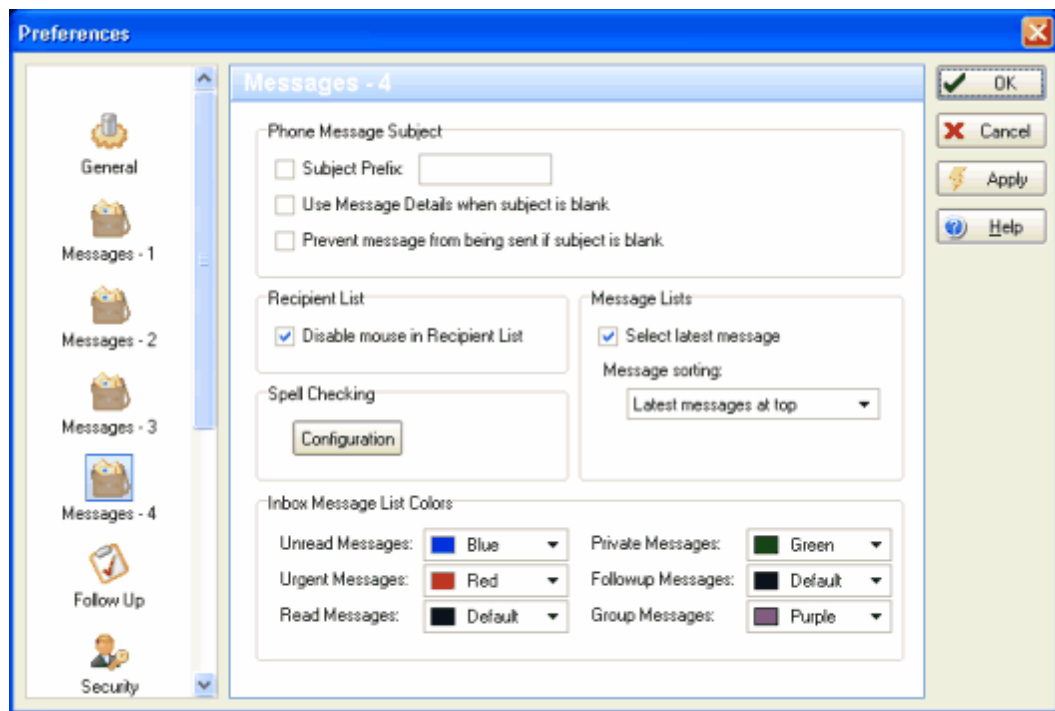 Preferences
General
Messages - 1
Messages - 2
Messages - 3
Messages - 4
Follow Up
Security
Messages - 4
Phone Message Subject
Subject Prefix:
Use Message Details when subject is blank
Prevent message from being sent if subject is blank
Recipient List
Disable mouse in Recipient List
Spell Checking
Configuration
Message Lists
Select latest message
Message sorting:
Latest messages at top
Inbox Message List Colors
Unread Messages: Blue
Private Messages: Green
Urgent Messages: Red
Followup Messages: Default
Read Messages: Default
Group Messages: Purple
OK
Cancel
Apply
Help